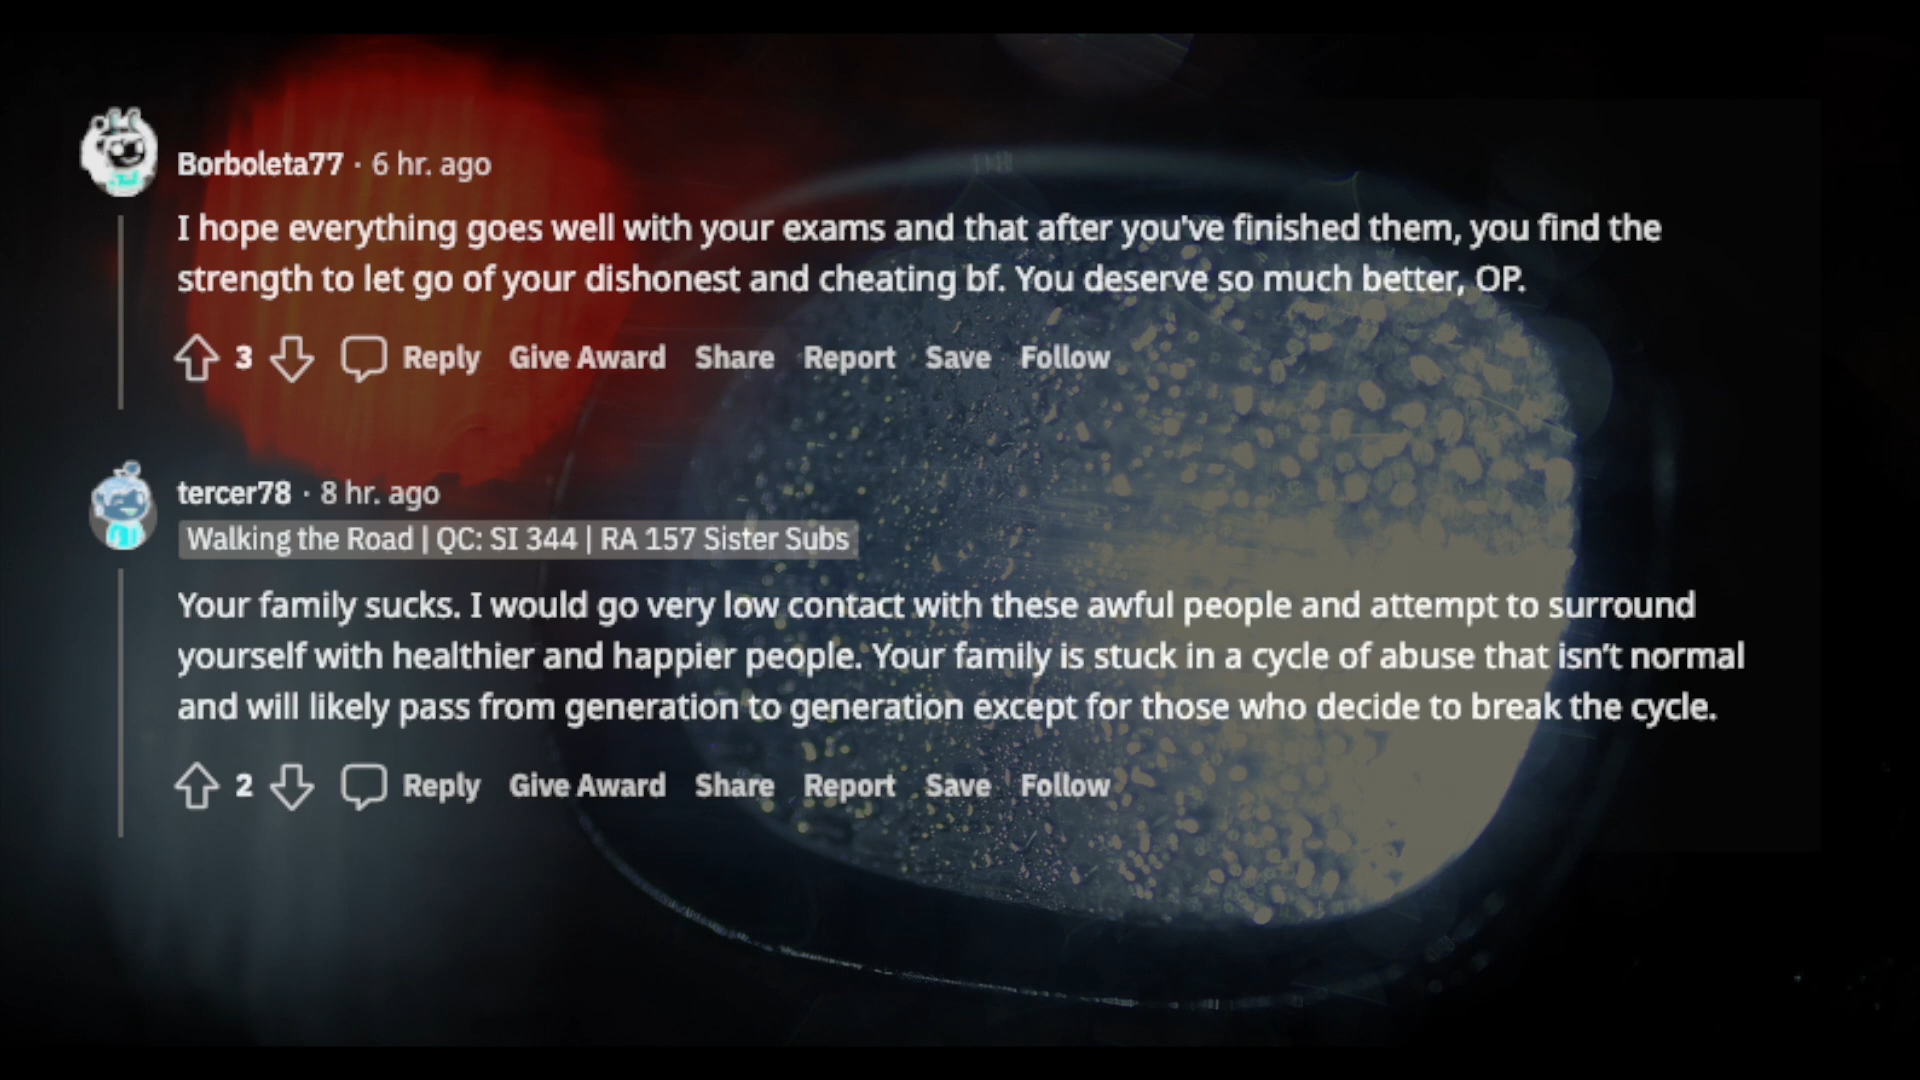 Borboleta77 · 6 hr. ago
I hope everything goes well with your exams and that after you've finished them, you find the
strength to let go of your dishonest and cheating bf. You deserve so much better, OP.
3 Reply Give Award Share Report Save Follow
tercer78 · 8 hr. ago
Walking the Road | QC: SI 344 | RA 157 Sister Subs
Your family sucks. I would go very low contact with these awful people and attempt to surround
yourself with healthier and happier people. Your family is stuck in a cycle of abuse that isn’t normal
and will likely pass from generation to generation except for those who decide to break the cycle.
2 Reply Give Award Share Report Save Follow